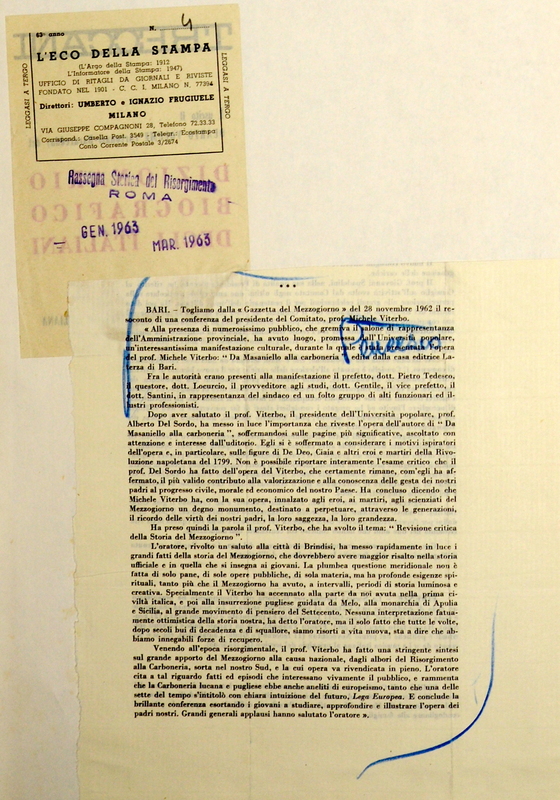 63° anno
N. 4
L'ECO DELLA STAMPA
(L'Argo della Stampa: 1912
L'Informatore della Stampa: 1947)
UFFICIO DI RITAGLI DA GIORNALI E RIVISTE
FONDATO NEL 1901 - C. C. I. MILANO N. 77394
Direttori: UMBERTO e IGNAZIO FRUGIUELE
MILANO
VIA GIUSEPPE COMPAGNONI 28, Telefono 72.33.33
Corrispond.: Casella Post. 3549 - Telegr.: Ecostampa
Conto Corrente Postale 3/2674
LEGGASI A TERGO
LEGGASI A TERGO
Rassegna Storica del Risorgimento
ROMA
GEN. 1963
MAR. 1963
BARI. – Togliamo dalla « Gazzetta del Mezzogiorno » del 28 novembre 1962 il re-
soconto di una conferenza del presidente del Comitato, prof. Michele Viterbo.
« Alla presenza di numerosissimo pubblico, che gremiva il salone di rappresentanza
dell'Amministrazione provinciale, ha avuto luogo, promossa dall'Università popolare,
un'interessantissima manifestazione culturale, durante la quale l'opera
del prof. Michele Viterbo: “ Da Masaniello alla carboneria ” edita dalla casea editrice La-
terza di Bari.
Fra le autorità erano presenti alla manifestazione il prefetto, dott. Pietro Tedesco,
il questore, dott. Locurcio, il provveditore agli studi, dott. Gentile, il vice prefetto, il
dott. Santini, in rappresentanza del sindaco ed un folto gruppo di alti funzionari ed il-
lustri professionisti.
Dopo aver salutato il prof. Viterbo, il presidente dell'Università popolare, prof.
Alberto Del Sordo, ha messo in luce l'importanza che riveste l'opera dell'autore di “ Da
Masaniello alla carboneria ”, soffermandosi sulle pagine più significative, ascoltato con
attenzione e interesse dall'uditorio. Egli si è soffermato a considerare i motivi ispiratori
dell'opera e, in particolare, sulle figure di De Deo, Ciaia e altri eroi e martiri della Rivo-
luzione napoletana del 1799. Non è possibile riportare interamente l'esame critico che il
prof. Del Sordo ha fatto dell'opera del Viterbo, che certamente rimane, com'egli ha af-
fermato, il più valido contributo alla valorizzazione e alla conoscenza delle gesta dei nostri
padri al progresso civile, morale ed economico del nostro Paese. Ha concluso dicendo che
Michele Viterbo ha, con la sua opera, innalzato agli eroi, ai martiri, agli scienziati del
Mezzogiorno un degno monumento, destinato a perpetuare, attraverso le generazioni,
il ricordo delle virtù dei nostri padri, la loro saggezza, la loro grandezza.
Ha preso quindi la parola il prof. Viterbo, che ha svolto il tema: “ Revisione critica
della Storia del Mezzogiorno ”.
L'oratore, rivolto un saluto alla città di Brindisi, ha messo rapidamente in luce i
grandi fatti della storia del Mezzogiorno, che dovrebbero avere maggior risalto nella storia
ufficiale e in quella che si insegna ai giovani. La plumbea questione meridionale non è
fatta di solo pane, di sole opere pubbliche, di sola materia, ma ha profonde esigenze spi-
rituali, tanto più che il Mezzogiorno ha avuto, a intervalli, periodi di storia luminosa e
creativa. Specialmente il Viterbo ha accennato alla parte da noi avuta nella prima ci-
viltà italica, e poi alla insurrezione pugliese guidata da Melo, alla monarchia di Apulia
e Sicilia, al grande movimento di pensiero del Settecento. Nessuna interpretazione fatua-
mente ottimistica della storia nostra, ha detto l'oratore, ma il solo fatto che tutte le volte,
dopo secoli bui di decadenza e di squallore, siamo risorti a vita nuova, sta a dire che ab-
biamo innegabili forze di recupero.
Venendo all'epoca risorgimentale, il prof. Viterbo ha fatto una stringente sintesi
sul grande apporto del Mezzogiorno alla causa nazionale, dagli albori del Risorgimento
alla Carboneria, sorta nel nostro Sud, e la cui opera va rivendicata in pieno. L'oratore
cita a tal riguardo fatti ed episodi che interessano vivamente il pubblico, e rammenta
che la Carboneria lucana e pugliese ebbe anche aneliti di europeismo, tanto che una delle
sette del tempo s'intitolò con chiara intuizione del futuro, Lega Europea. E conclude la
brillante conferenza esortando i giovani a studiare, approfondire e illustrare l'opera dei
padri nostri. Grandi generali applausi hanno salutato l'oratore ».